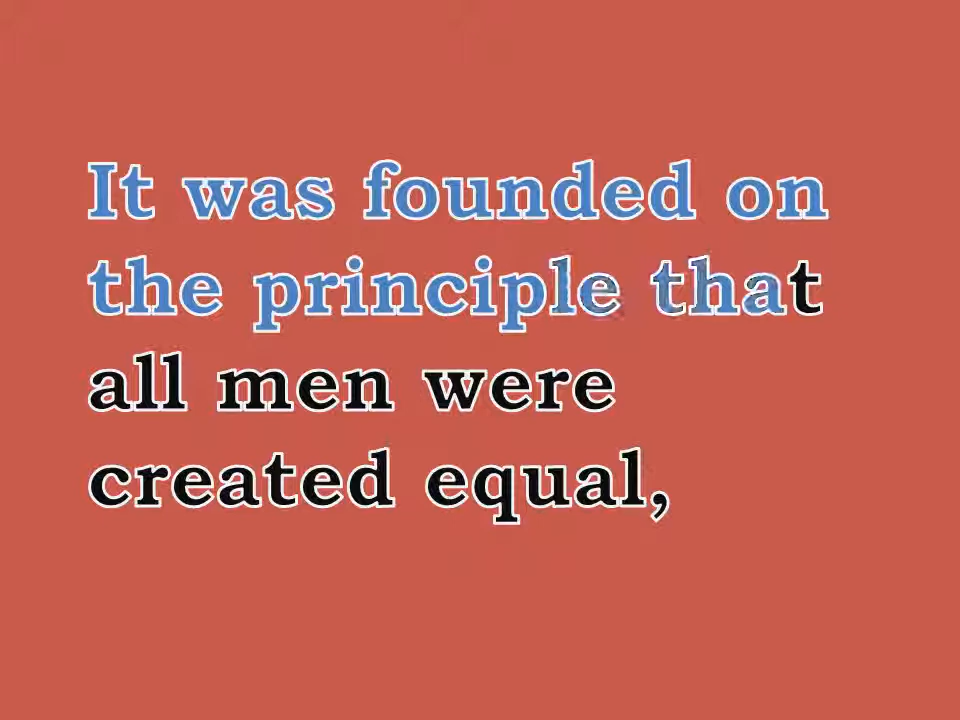 It was founded on
the principle that
all men were
created equal,